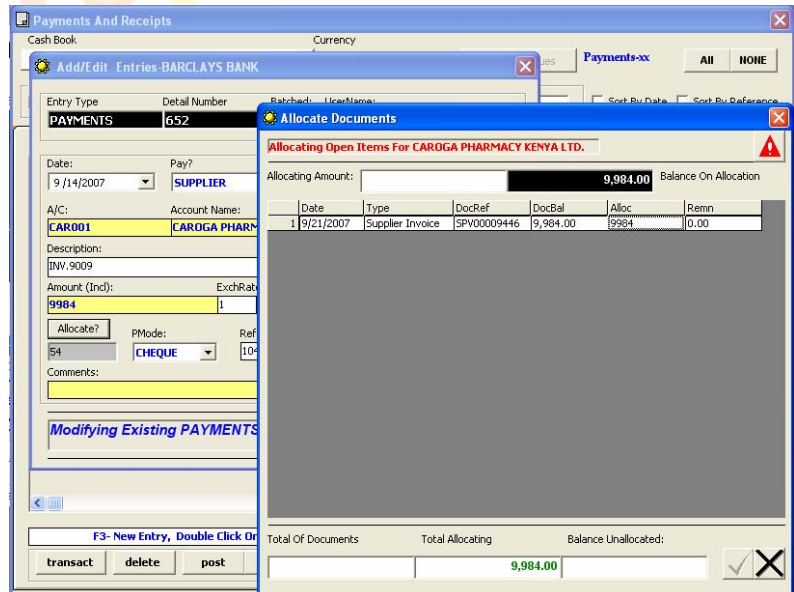 Payments And Receipts
Cash Book
Currency
Payments-xx
All
NONE
Sort By Date
Sort By Reference
Add/Edit Entries-BARCLAYS BANK
Entry Type
Detail Number
Batched:
UserName:
PAYMENTS
652
Date:
Pay?
9 /14/2007
SUPPLIER
A/C:
Account Name:
CAR001
CAROGA PHARM
Description:
INV.9009
Amount (Incl):
ExchRat
9984
1
Allocate?
PMode:
Ref
54
CHEQUE
104
Comments:
Modifying Existing PAYMENTS
F3- New Entry, Double Click Or
transact
delete
post
Allocate Documents
Allocating Open Items For CAROGA PHARMACY KENYA LTD.
Allocating Amount:
9,984.00
Balance On Allocation
Date Type DocRef DocBal Alloc Remn
1 9/21/2007 Supplier Invoice SPV00009446 9,984.00 9984 0.00
Total Of Documents
Total Allocating
Balance Unallocated:
9,984.00